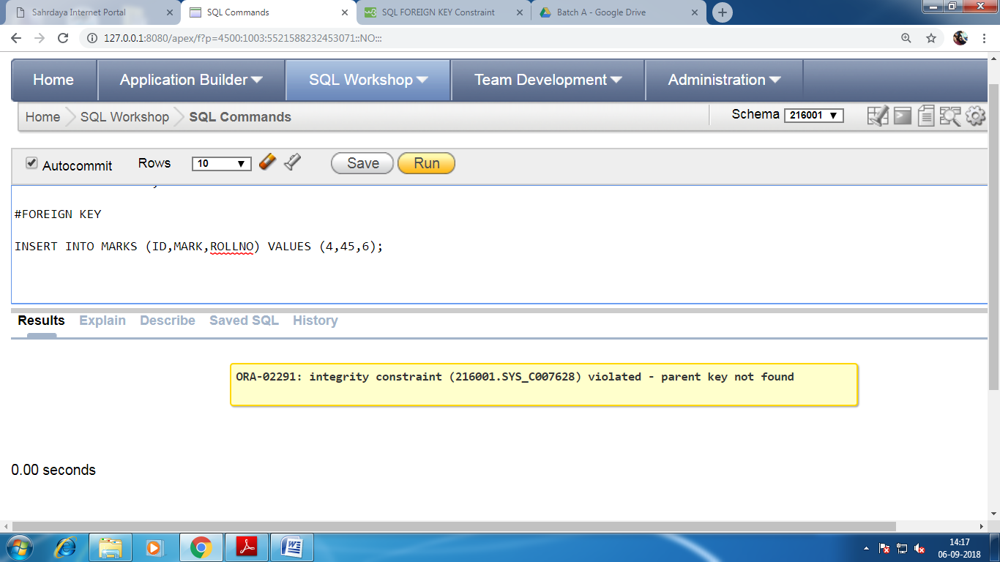 Sahrdaya Internet Portal
SQL Commands
SQL FOREIGN KEY Constraint
Batch A - Google Drive
127.0.0.1:8080/apex/f?p=4500:1003:5521588232453071::NO:::
Home
Application Builder
SQL Workshop
Team Development
Administration
Home
SQL Workshop
SQL Commands
Schema
216001
Autocommit
Rows
10
Save
Run
#FOREIGN KEY
INSERT INTO MARKS (ID,MARK,ROLLNO) VALUES (4,45,6);
Results
Explain
Describe
Saved SQL
History
ORA-02291: integrity constraint (216001.SYS_C007628) violated - parent key not found
0.00 seconds
14:17
06-09-2018